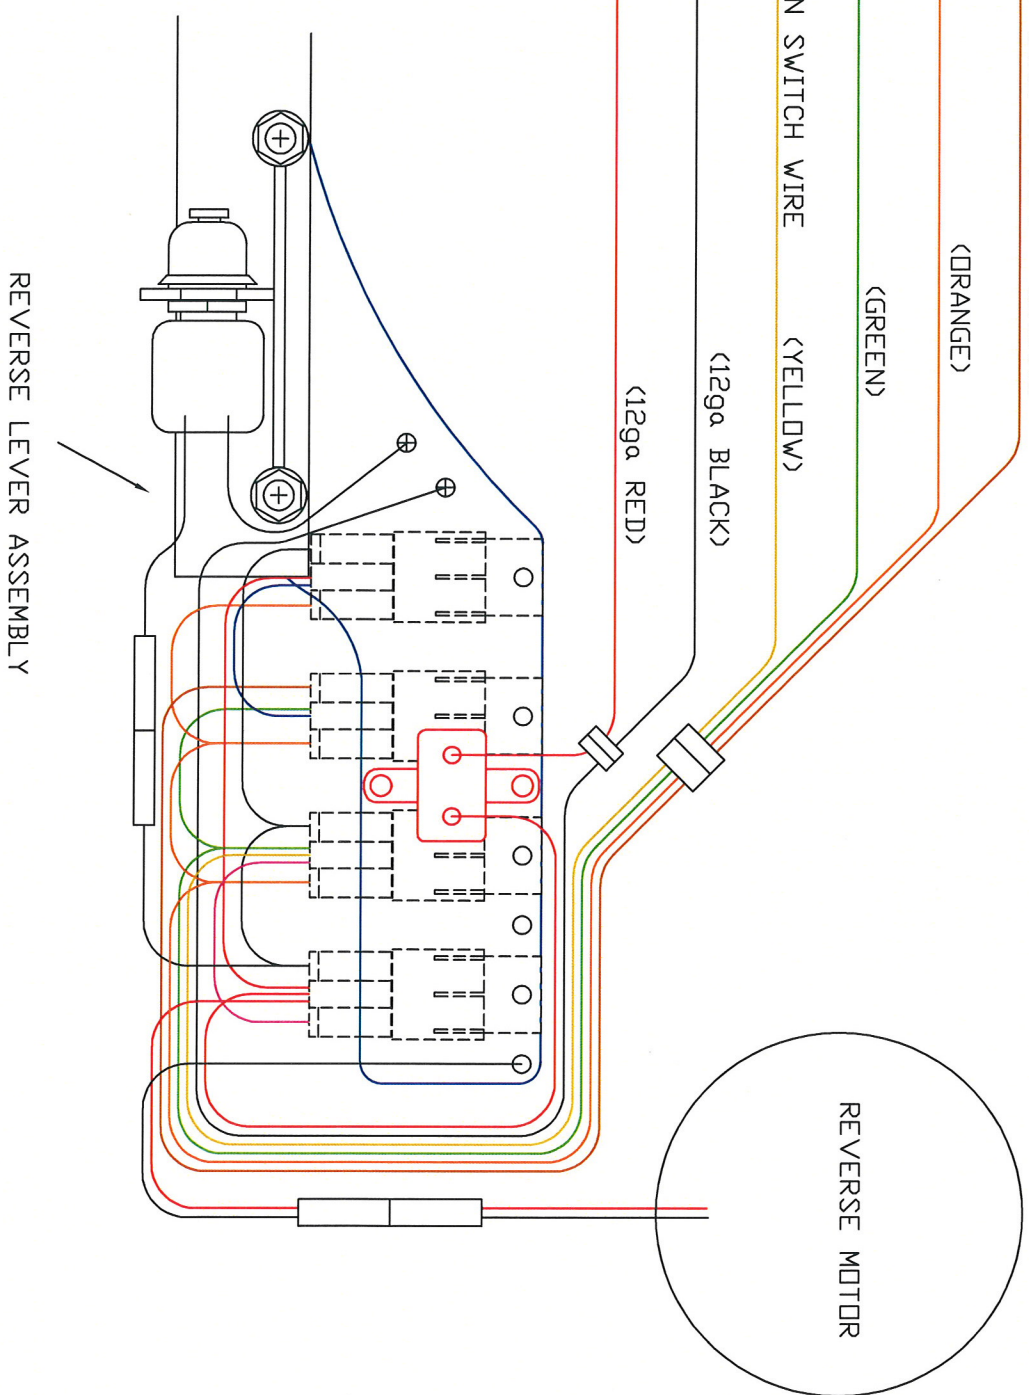 (ORANGE)
(GREEN)
N SWITCH WIRE (YELLOW)
(12ga BLACK)
(12ga RED)
REVERSE MOTOR
REVERSE LEVER ASSEMBLY